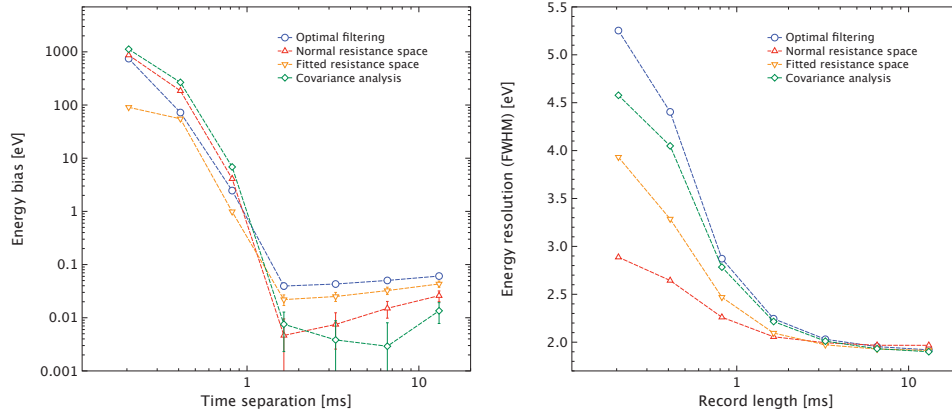 1000
100
10
1
0.1
0.01
0.001
Energy bias [eV]
Optimal filtering
Normal resistance space
Fitted resistance space
Covariance analysis
1
10
Time separation [ms]
5.5
5.0
4.5
4.0
3.5
3.0
2.5
2.0
Energy resolution (FWHM) [eV]
Optimal filtering
Normal resistance space
Fitted resistance space
Covariance analysis
1
10
Record length [ms]